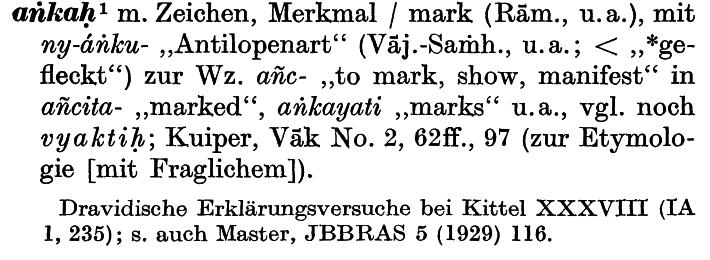 aṅkaḥ¹ m. Zeichen, Merkmal / mark (Rām., u.a.), mit
ny-áṅku- ,,Antilopenart“ (Vāj.-Saṁh., u.a.; < ,,*ge-
fleckt“) zur Wz. añc- ,,to mark, show, manifest“ in
añcita- ,,marked“, aṅkayati ,,marks“ u.a., vgl. noch
vyaktiḥ; Kuiper, Vāk No. 2, 62ff., 97 (zur Etymolo-
gie [mit Fraglichem]).
Dravidische Erklärungsversuche bei Kittel XXXVIII (IA
1, 235); s. auch Master, JBBRAS 5 (1929) 116.